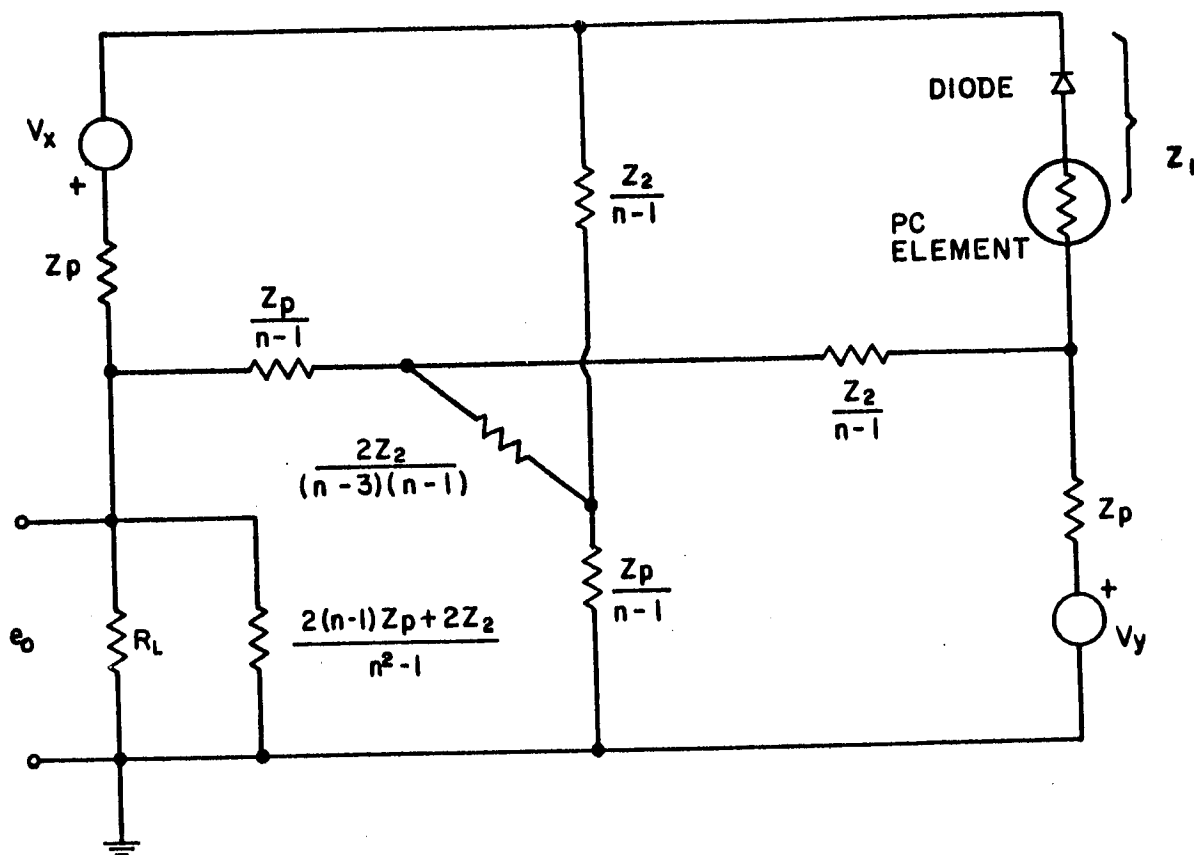 DIODE
Vx
+
Z1
Z2
n-1
PC
ELEMENT
Zp
Zp
n-1
Z2
n-1
2Z2
(n-3)(n-1)
Zp
Zp
n-1
+
eo
RL
2(n-1)Zp+2Z2
n²-1
Vy